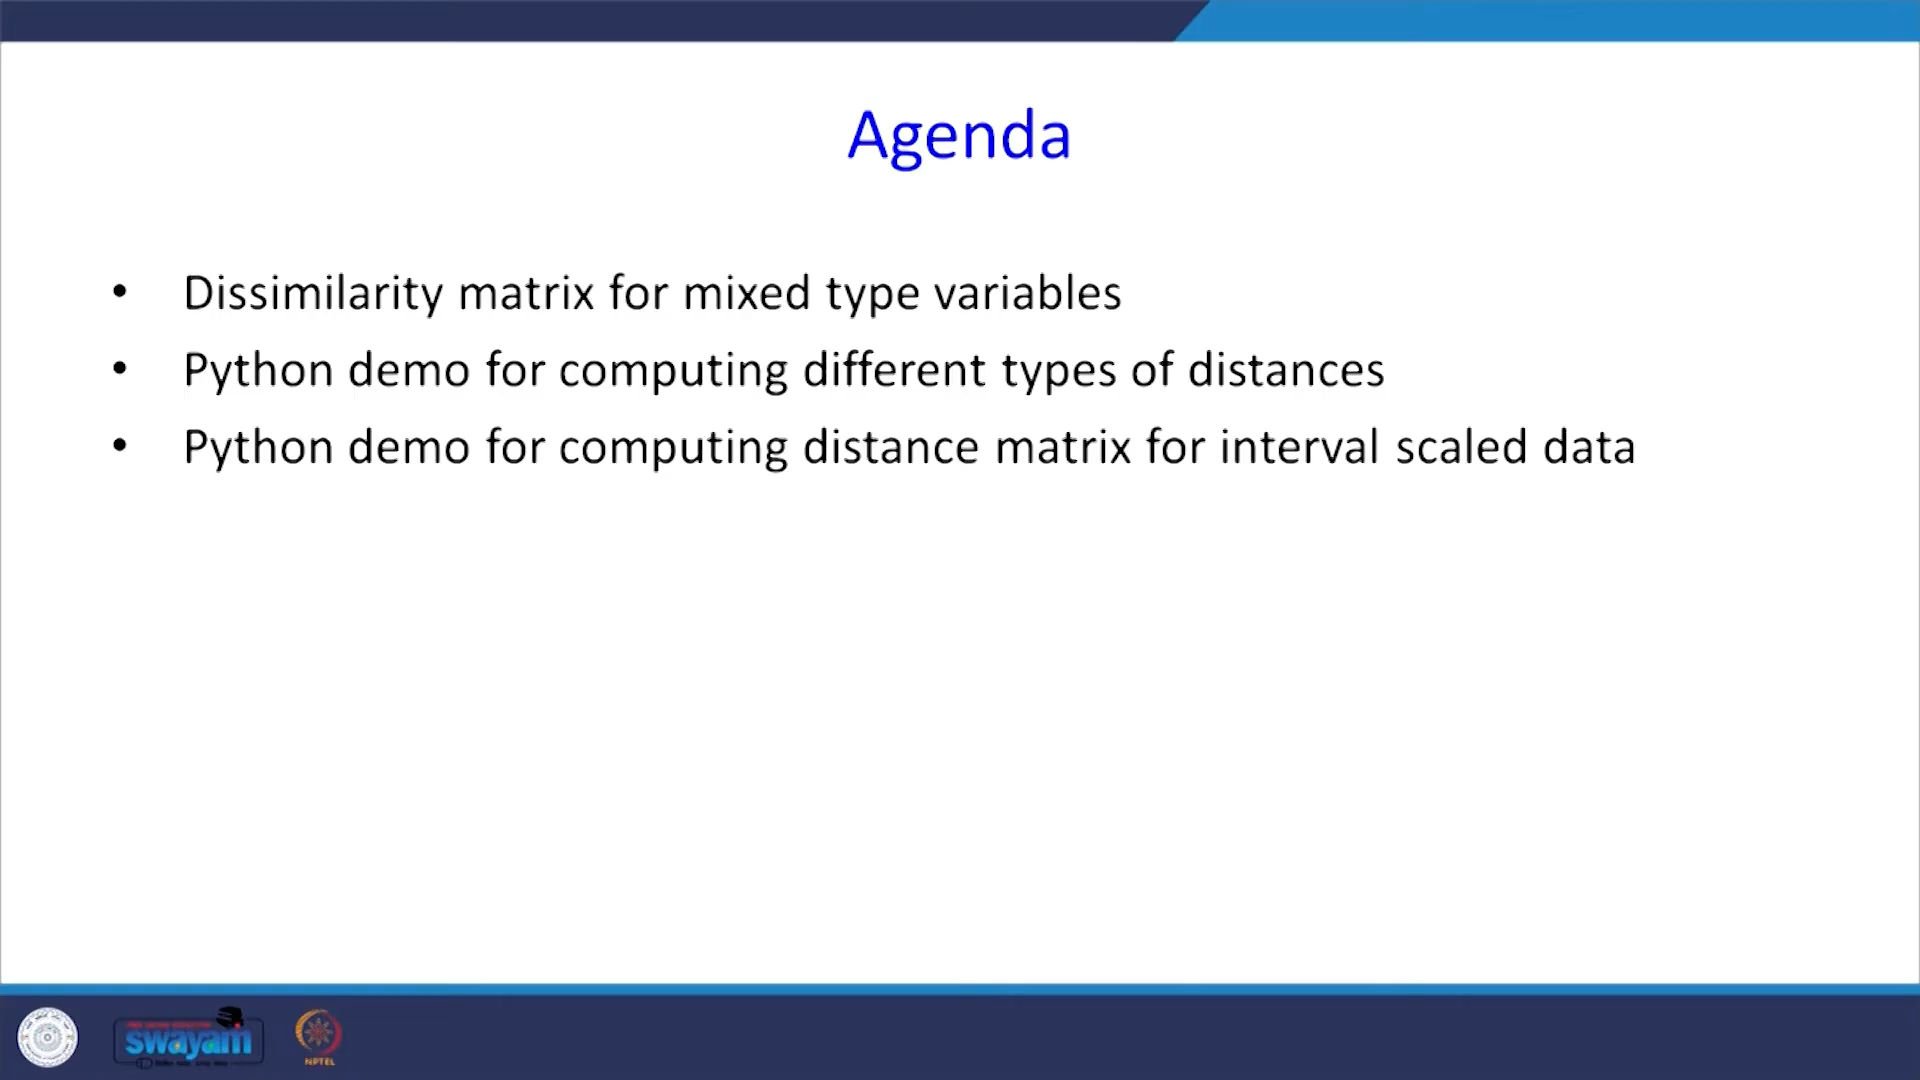 Agenda
• Dissimilarity matrix for mixed type variables
• Python demo for computing different types of distances
• Python demo for computing distance matrix for interval scaled data
swayam
NPTEL